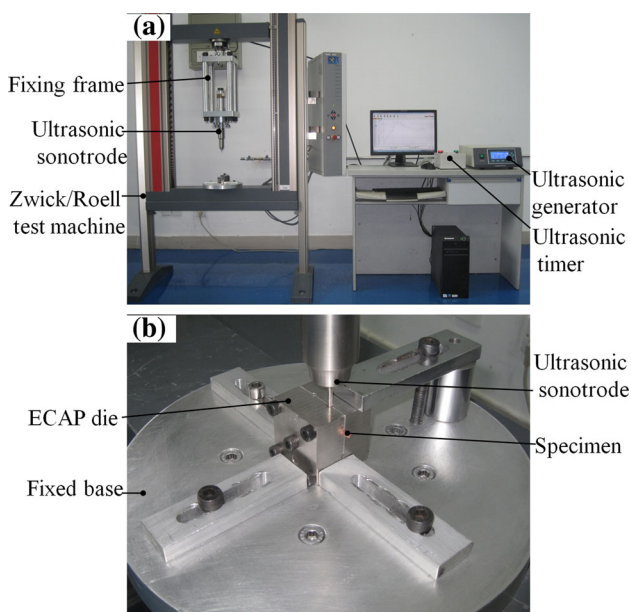 (a)
Fixing frame
Ultrasonic
sonotrode
Zwick/Roell
test machine
Ultrasonic
generator
Ultrasonic
timer
(b)
Ultrasonic
sonotrode
ECAP die
Specimen
Fixed base